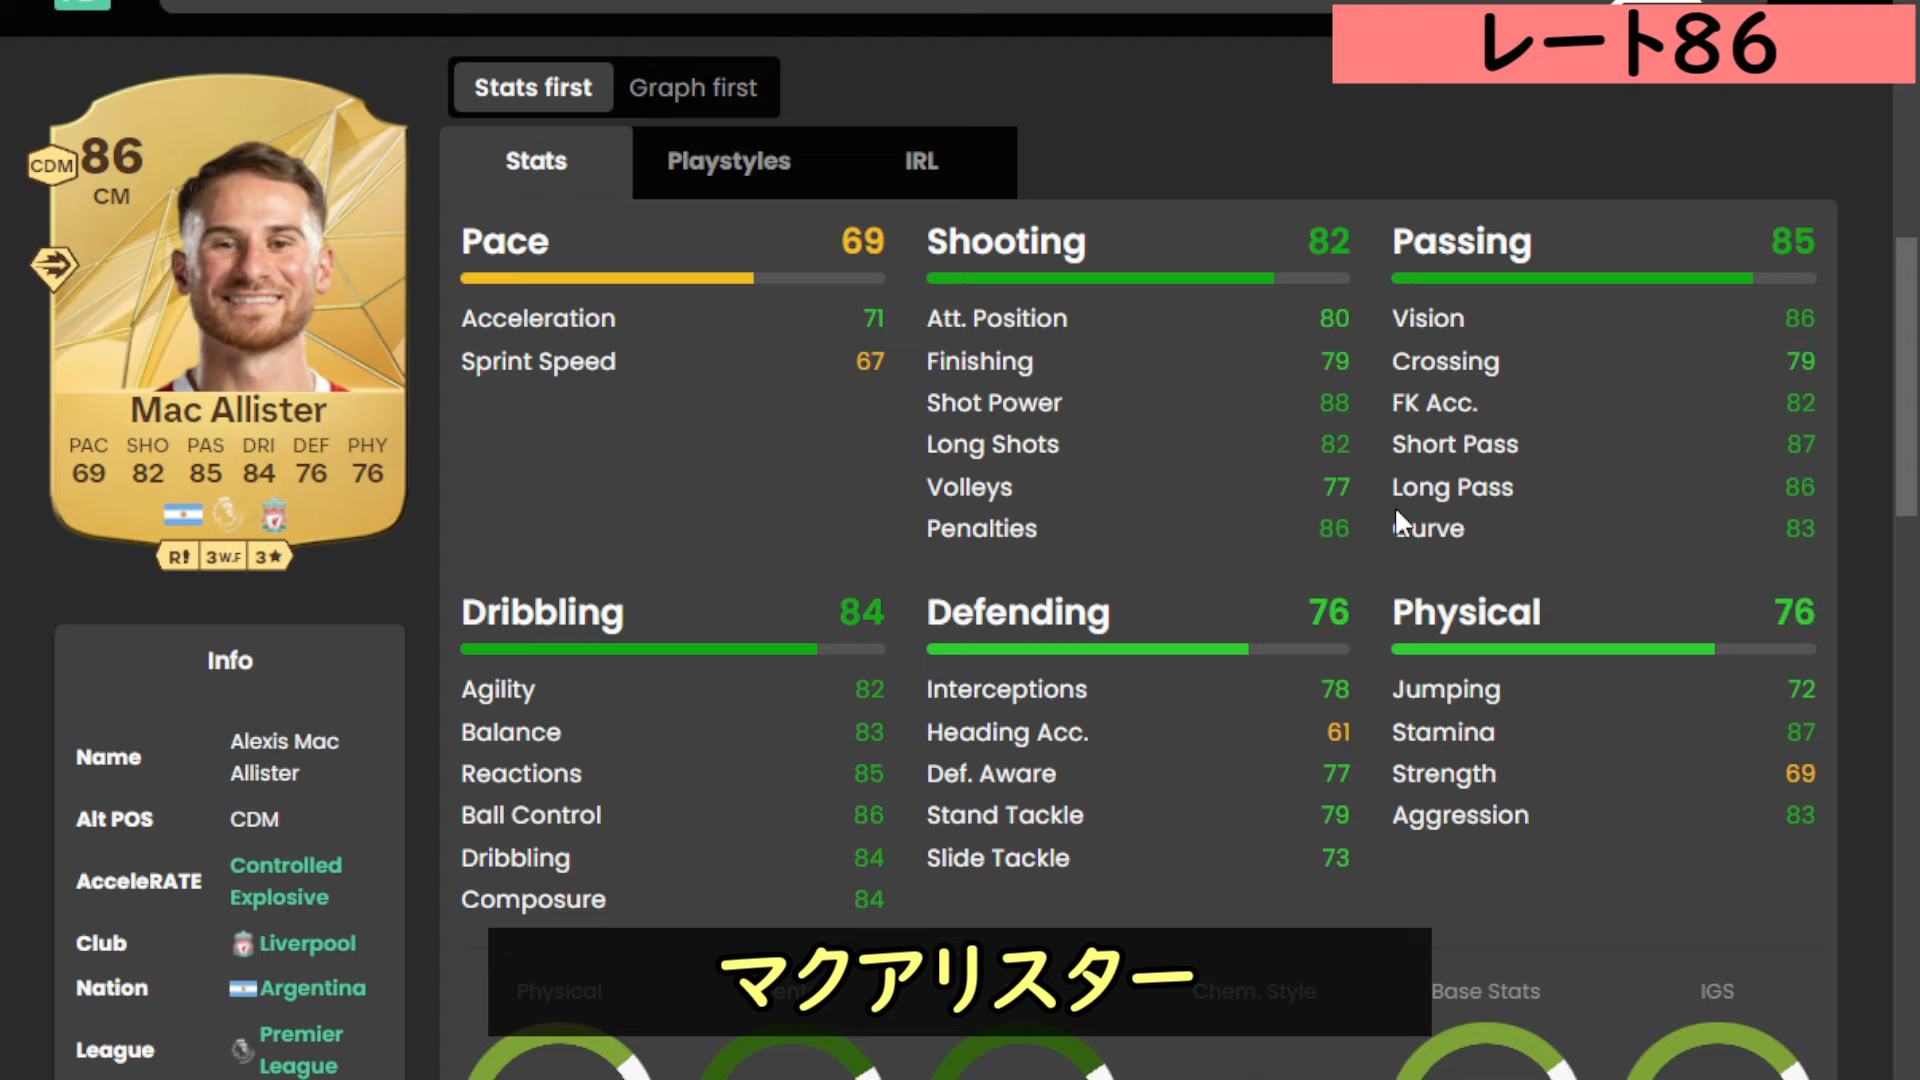 レート86
Stats first Graph first
Stats Playstyles IRL
CDM 86
CM
Mac Allister
PAC SHO PAS DRI DEF PHY
69 82 85 84 76 76
R 3 W.F 3★
Pace 69
Acceleration 71
Sprint Speed 67
Shooting 82
Att. Position 80
Finishing 79
Shot Power 88
Long Shots 82
Volleys 77
Penalties 86
Passing 85
Vision 86
Crossing 79
FK Acc. 82
Short Pass 87
Long Pass 86
Curve 83
Dribbling 84
Agility 82
Balance 83
Reactions 85
Ball Control 86
Dribbling 84
Composure 84
Defending 76
Interceptions 78
Heading Acc. 61
Def. Aware 77
Stand Tackle 79
Slide Tackle 73
Physical 76
Jumping 72
Stamina 87
Strength 69
Aggression 83
Info
Name Alexis Mac
Allister
Alt POS CDM
AcceleRATE Controlled
Explosive
Club Liverpool
Nation Argentina
League Premier
League
マクアリスター
Physical Chem. Style Base Stats IGS